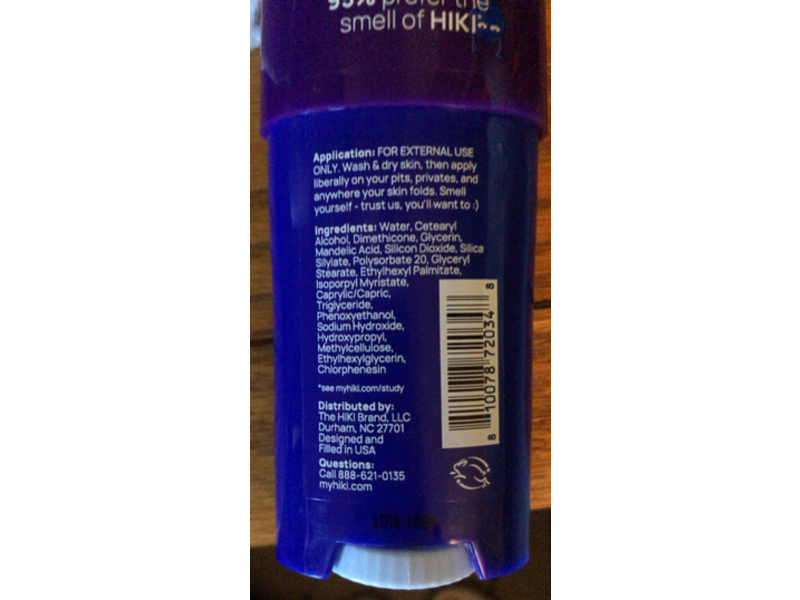 95% prefer the
smell of HIKI
Application: FOR EXTERNAL USE
ONLY. Wash & dry skin, then apply
liberally on your pits, privates, and
anywhere your skin folds. Smell
yourself - trust us, you'll want to :)
Ingredients: Water, Cetearyl
Alcohol, Dimethicone, Glycerin,
Mandelic Acid, Silicon Dioxide, Silica
Silylate, Polysorbate 20, Glyceryl
Stearate, Ethylhexyl Palmitate,
Isoporpyl Myristate,
Caprylic/Capric,
Triglyceride,
Phenoxyethanol,
Sodium Hydroxide,
Hydroxypropyl,
Methylcellulose,
Ethylhexylglycerin,
Chlorphenesin
*see myhiki.com/study
Distributed by:
The HIKI Brand, LLC
Durham, NC 27701
Designed and
Filled in USA
Questions:
Call 888-621-0135
myhiki.com
8 10078 72034 8